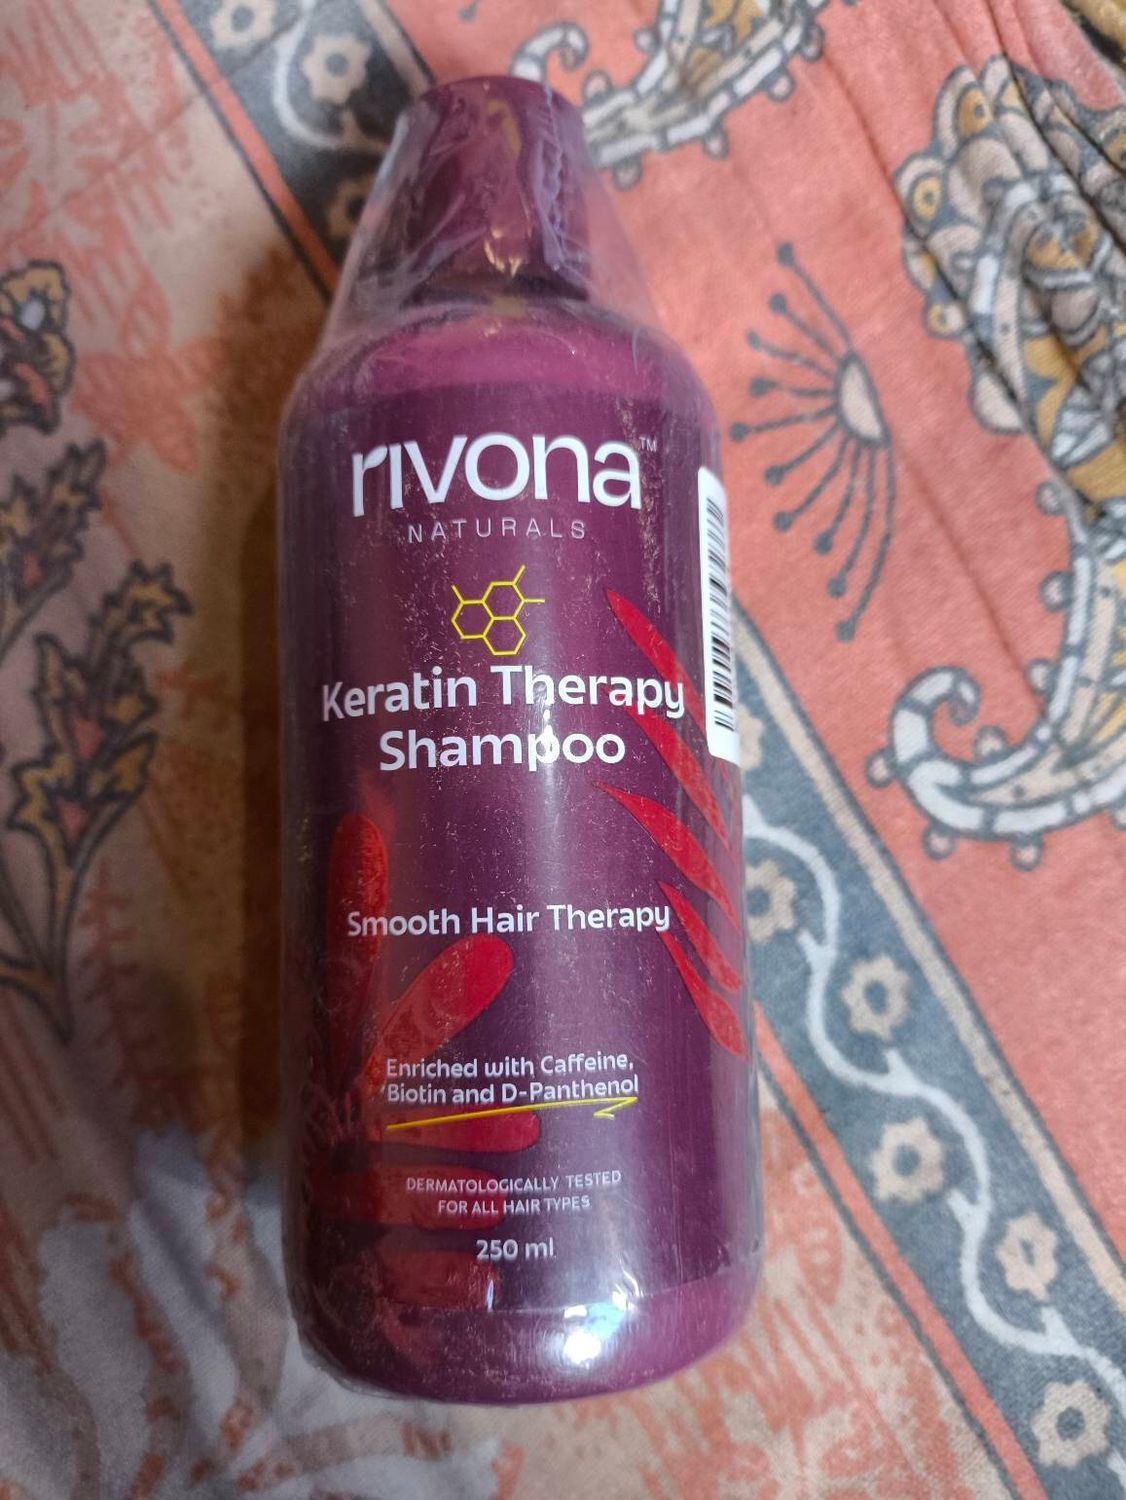 rivona™
NATURALS
Keratin Therapy
Shampoo
Smooth Hair Therapy
Enriched with Caffeine,
Biotin and D-Panthenol
DERMATOLOGICALLY TESTED
FOR ALL HAIR TYPES
250 ml